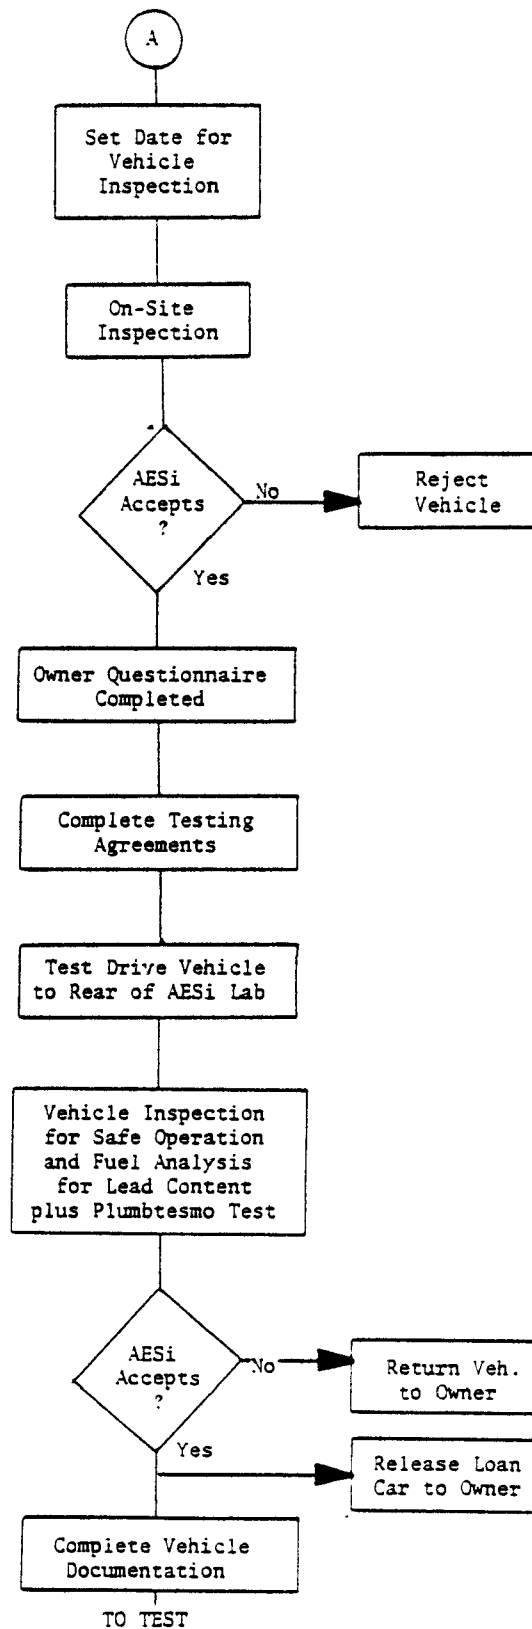 A
Set Date for
Vehicle
Inspection
On-Site
Inspection
AESi
Accepts
?
No
Reject
Vehicle
Yes
Owner Questionnaire
Completed
Complete Testing
Agreements
Test Drive Vehicle
to Rear of AESi Lab
Vehicle Inspection
for Safe Operation
and Fuel Analysis
for Lead Content
plus Plumbtesmo Test
AESi
Accepts
?
No
Return Veh.
to Owner
Yes
Release Loan
Car to Owner
Complete Vehicle
Documentation
TO TEST